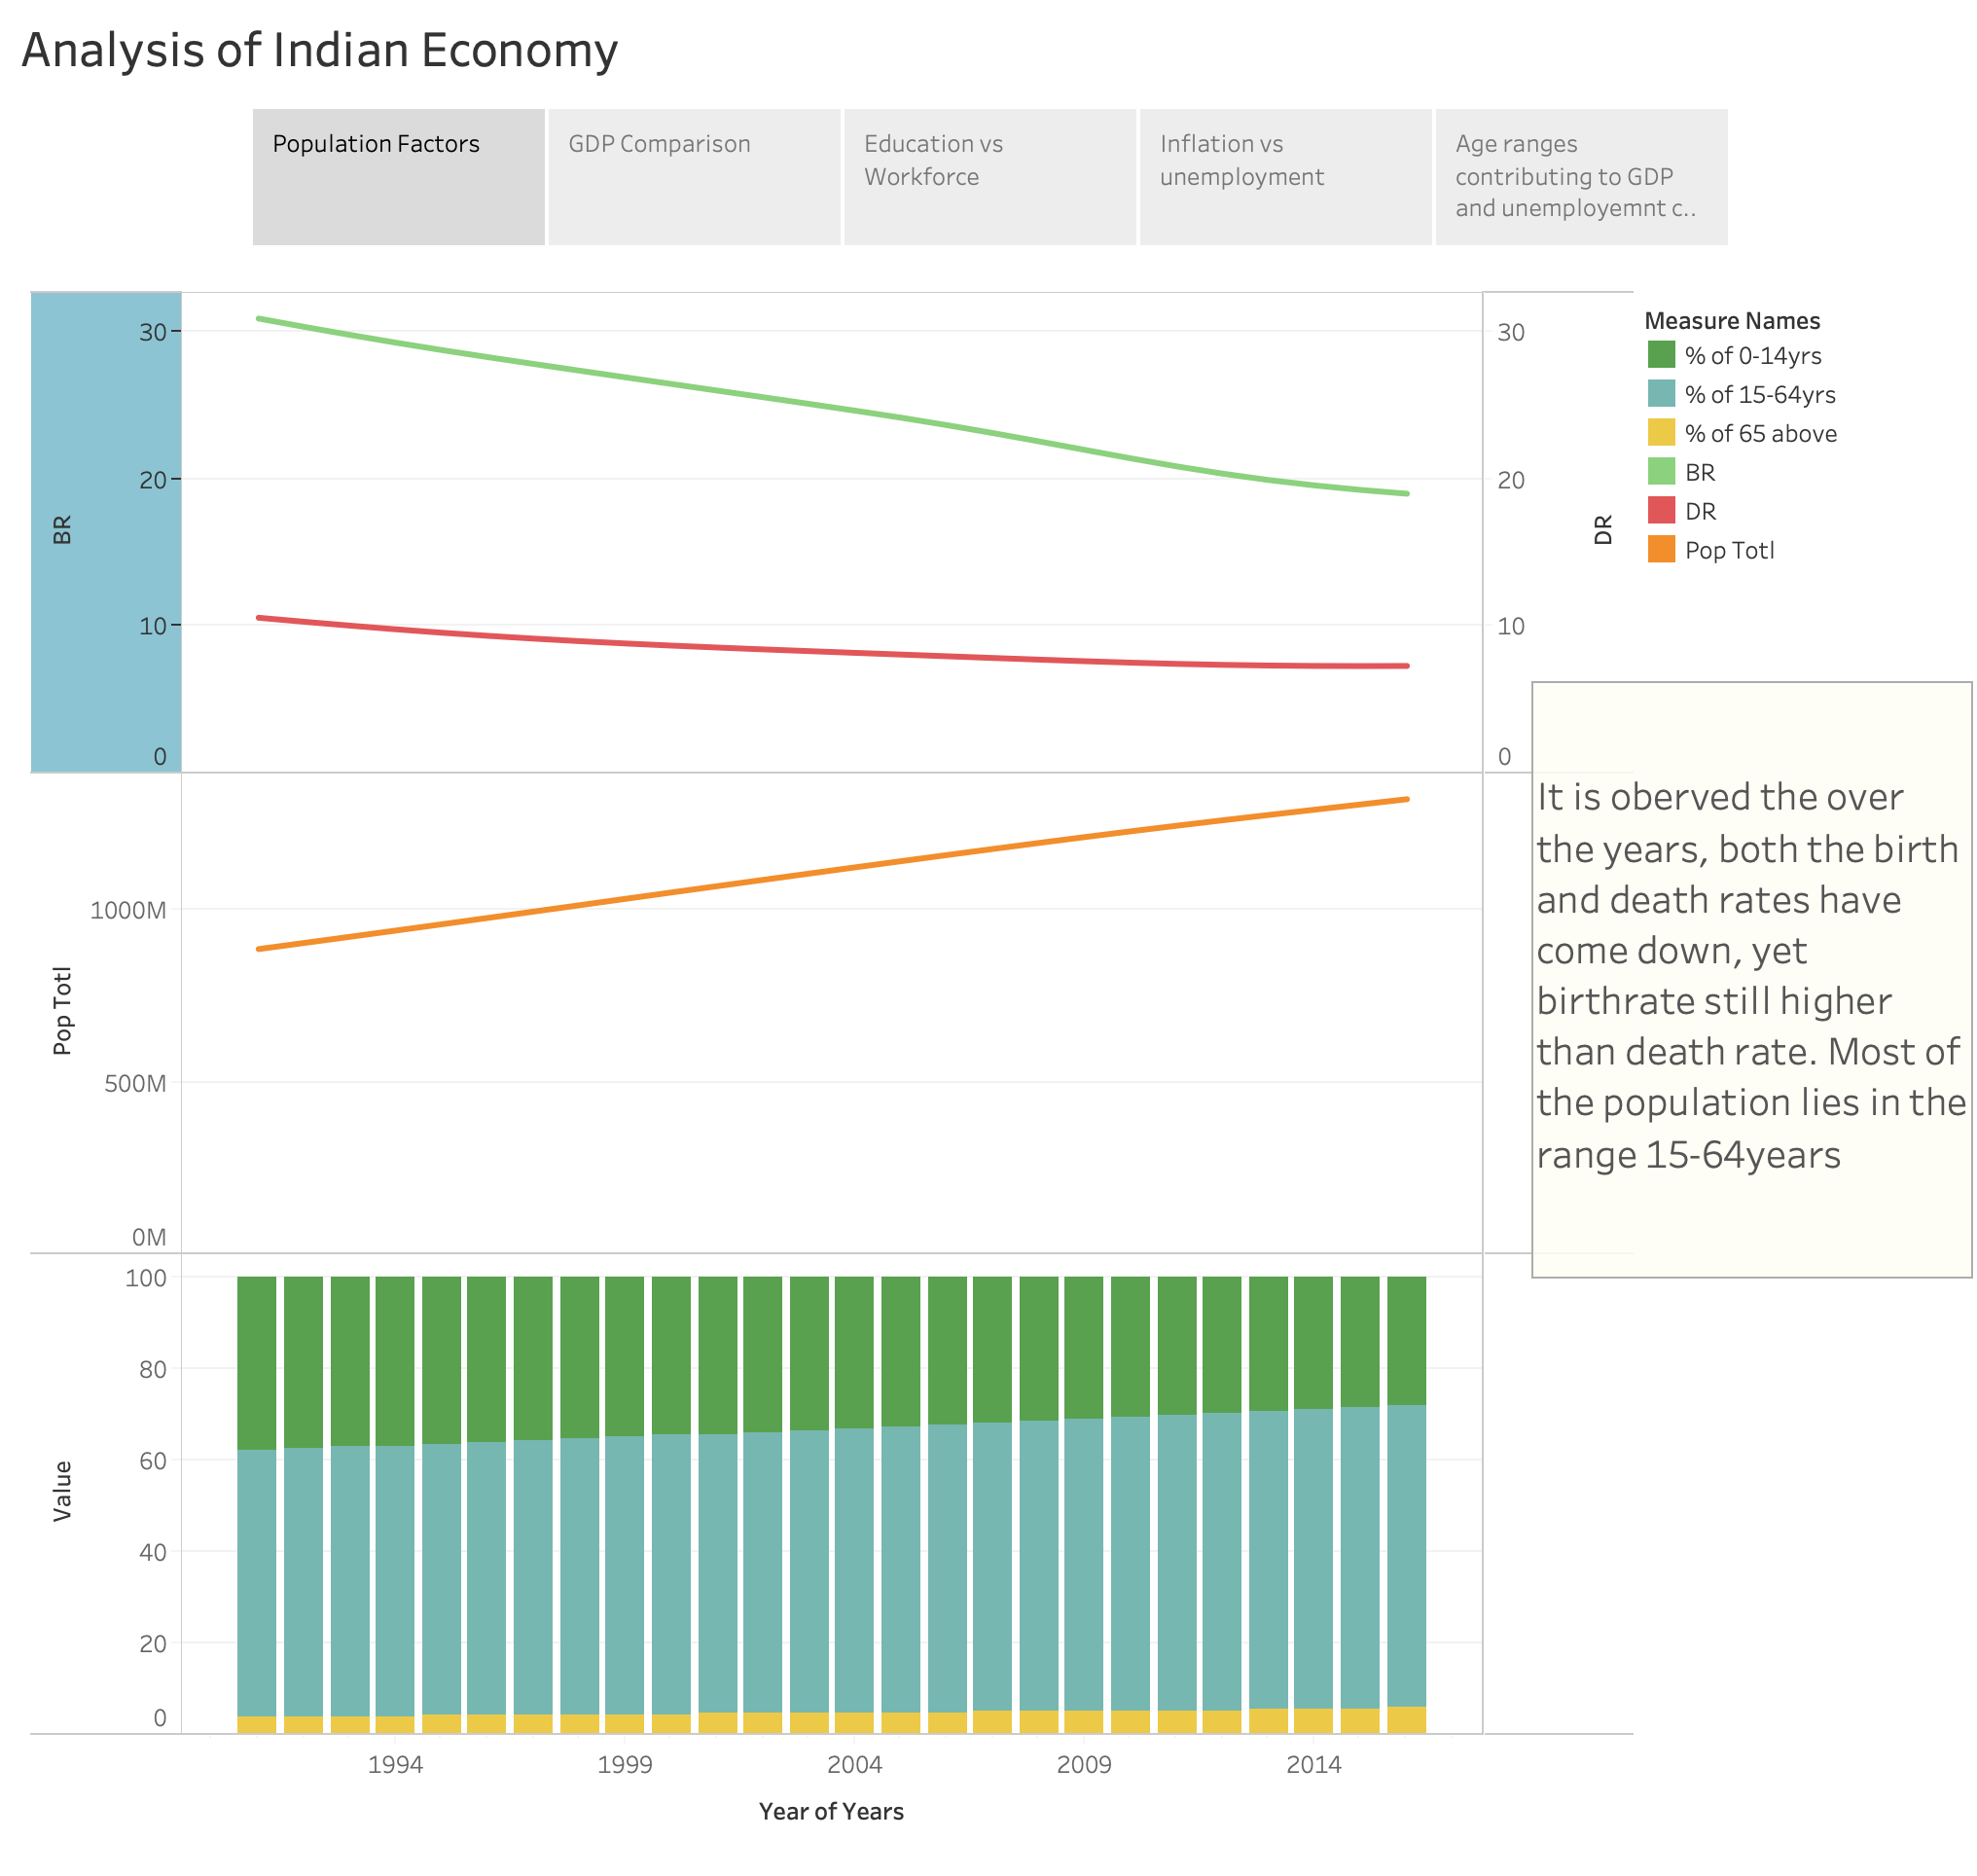 Analysis of Indian Economy
Population Factors
GDP Comparison
Education vs
Workforce
Inflation vs
unemployment
Age ranges
contributing to GDP
and unemployemnt c..
BR
30
20
10
0
30
20
10
0
DR
Measure Names
% of 0-14yrs
% of 15-64yrs
% of 65 above
BR
DR
Pop Totl
Pop Totl
1000M
500M
0M
It is oberved the over
the years, both the birth
and death rates have
come down, yet
birthrate still higher
than death rate. Most of
the population lies in the
range 15-64years
Value
100
80
60
40
20
0
1994
1999
2004
2009
2014
Year of Years